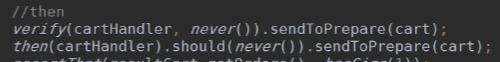 //then
verify(cartHandler, never()).sendToPrepare(cart);
then(cartHandler).should(never()).sendToPrepare(cart);